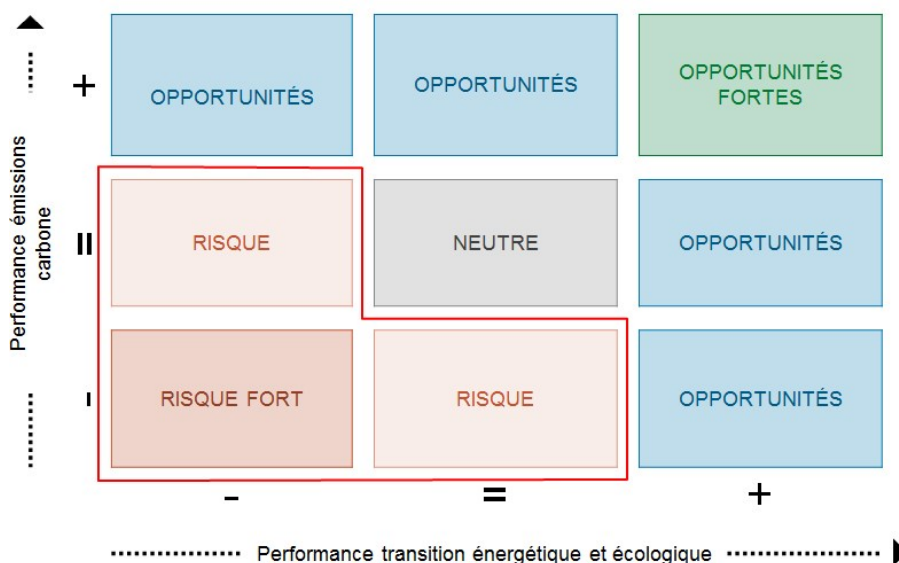 Performance émissions
carbone
+
OPPORTUNITÉS
OPPORTUNITÉS
OPPORTUNITÉS
FORTES
=
RISQUE
NEUTRE
OPPORTUNITÉS
-
RISQUE FORT
RISQUE
OPPORTUNITÉS
-
=
+
Performance transition énergétique et écologique